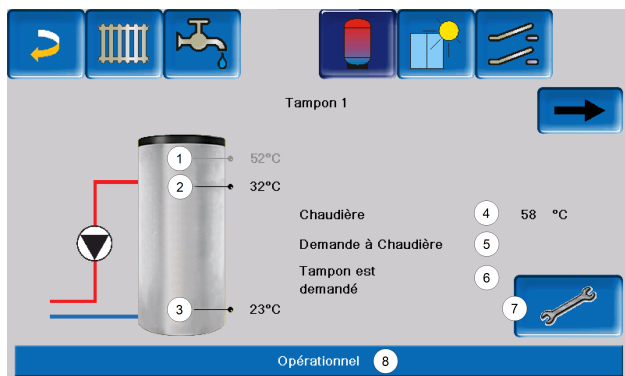 Tampon 1
1 52°C
2 32°C
Chaudière 4 58 °C
Demande à Chaudière 5
Tampon est 6
demandé
3 23°C
7
Opérationnel 8